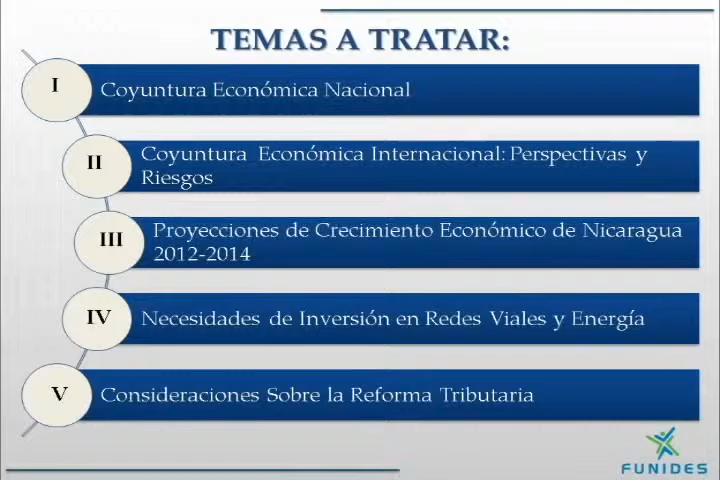 TEMAS A TRATAR:
I
Coyuntura Económica Nacional
II
Coyuntura Económica Internacional: Perspectivas y
Riesgos
III
Proyecciones de Crecimiento Económico de Nicaragua
2012-2014
IV
Necesidades de Inversión en Redes Viales y Energía
V
Consideraciones Sobre la Reforma Tributaria
FUNIDES